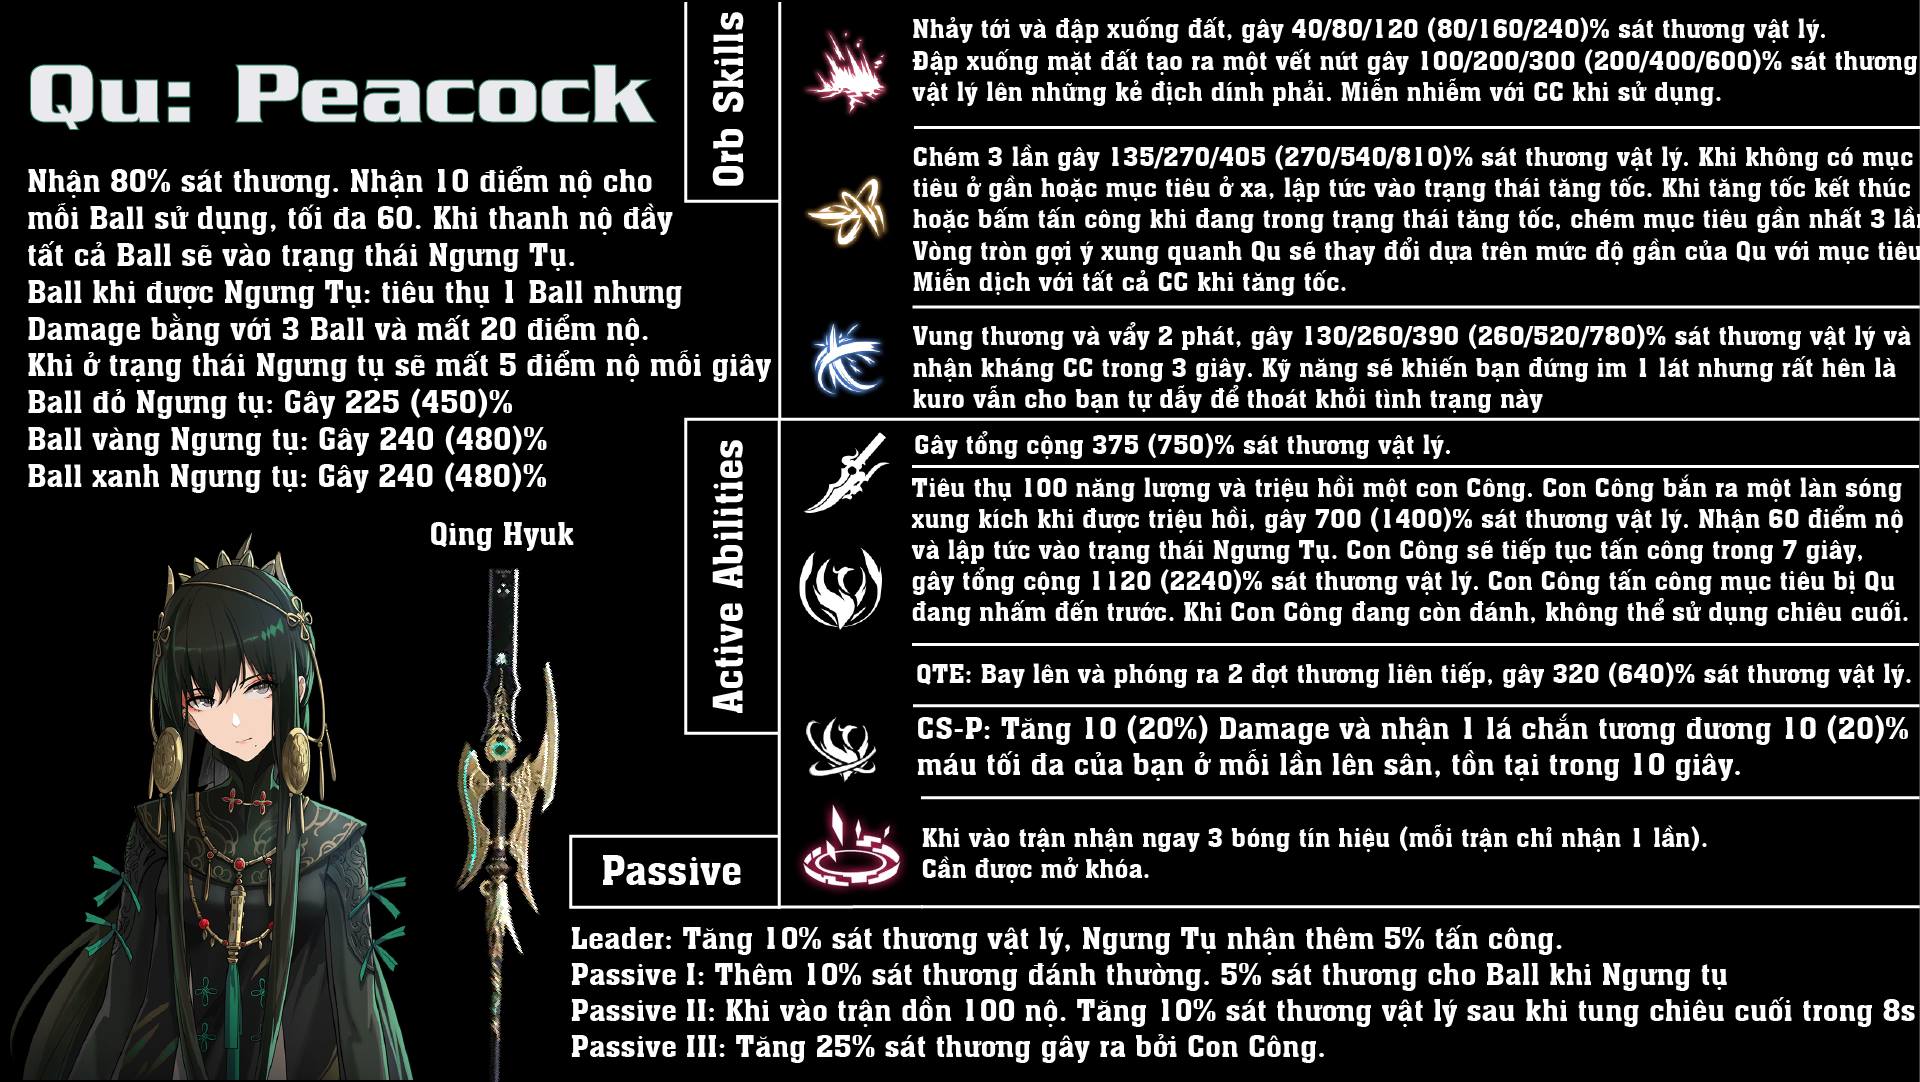 Qu: Peacock
Nhận 80% sát thương. Nhận 10 điểm nộ cho
mỗi Ball sử dụng, tối đa 60. Khi thanh nộ đầy
tất cả Ball sẽ vào trạng thái Ngưng Tụ.
Ball khi được Ngưng Tụ: tiêu thụ 1 Ball nhưng
Damage bằng với 3 Ball và mất 20 điểm nộ.
Khi ở trạng thái Ngưng tụ sẽ mất 5 điểm nộ mỗi giây
Ball đỏ Ngưng tụ: Gây 225 (450)%
Ball vàng Ngưng tụ: Gây 240 (480)%
Ball xanh Ngưng tụ: Gây 240 (480)%
Qing Hyuk
Orb Skills
Nhảy tới và đập xuống đất, gây 40/80/120 (80/160/240)% sát thương vật lý.
Đập xuống mặt đất tạo ra một vết nứt gây 100/200/300 (200/400/600)% sát thương
vật lý lên những kẻ địch dính phải. Miễn nhiễm với CC khi sử dụng.
Chém 3 lần gây 135/270/405 (270/540/810)% sát thương vật lý. Khi không có mục
tiêu ở gần hoặc mục tiêu ở xa, lập tức vào trạng thái tăng tốc. Khi tăng tốc kết thúc
hoặc bấm tấn công khi đang trong trạng thái tăng tốc, chém mục tiêu gần nhất 3 lần
Vòng tròn gợi ý xung quanh Qu sẽ thay đổi dựa trên mức độ gần của Qu với mục tiêu
Miễn dịch với tất cả CC khi tăng tốc.
Vung thương và vẩy 2 phát, gây 130/260/390 (260/520/780)% sát thương vật lý và
nhận kháng CC trong 3 giây. Kỹ năng sẽ khiến bạn đứng im 1 lát nhưng rất hên là
kuro vẫn cho bạn tự dẫy để thoát khỏi tình trạng này
Active Abilities
Gây tổng cộng 375 (750)% sát thương vật lý.
Tiêu thụ 100 năng lượng và triệu hồi một con Công. Con Công bắn ra một làn sóng
xung kích khi được triệu hồi, gây 700 (1400)% sát thương vật lý. Nhận 60 điểm nộ
và lập tức vào trạng thái Ngưng Tụ. Con Công sẽ tiếp tục tấn công trong 7 giây,
gây tổng cộng 1120 (2240)% sát thương vật lý. Con Công tấn công mục tiêu bị Qu
đang nhấm đến trước. Khi Con Công đang còn đánh, không thể sử dụng chiêu cuối.
QTE: Bay lên và phóng ra 2 đợt thương liên tiếp, gây 320 (640)% sát thương vật lý.
CS-P: Tăng 10 (20%) Damage và nhận 1 lá chắn tương đương 10 (20)%
máu tối đa của bạn ở mỗi lần lên sân, tồn tại trong 10 giây.
Passive
Khi vào trận nhận ngay 3 bóng tín hiệu (mỗi trận chỉ nhận 1 lần).
Cần được mở khóa.
Leader: Tăng 10% sát thương vật lý, Ngưng Tụ nhận thêm 5% tấn công.
Passive I: Thêm 10% sát thương đánh thường. 5% sát thương cho Ball khi Ngưng tụ
Passive II: Khi vào trận dồn 100 nộ. Tăng 10% sát thương vật lý sau khi tung chiêu cuối trong 8s
Passive III: Tăng 25% sát thương gây ra bởi Con Công.